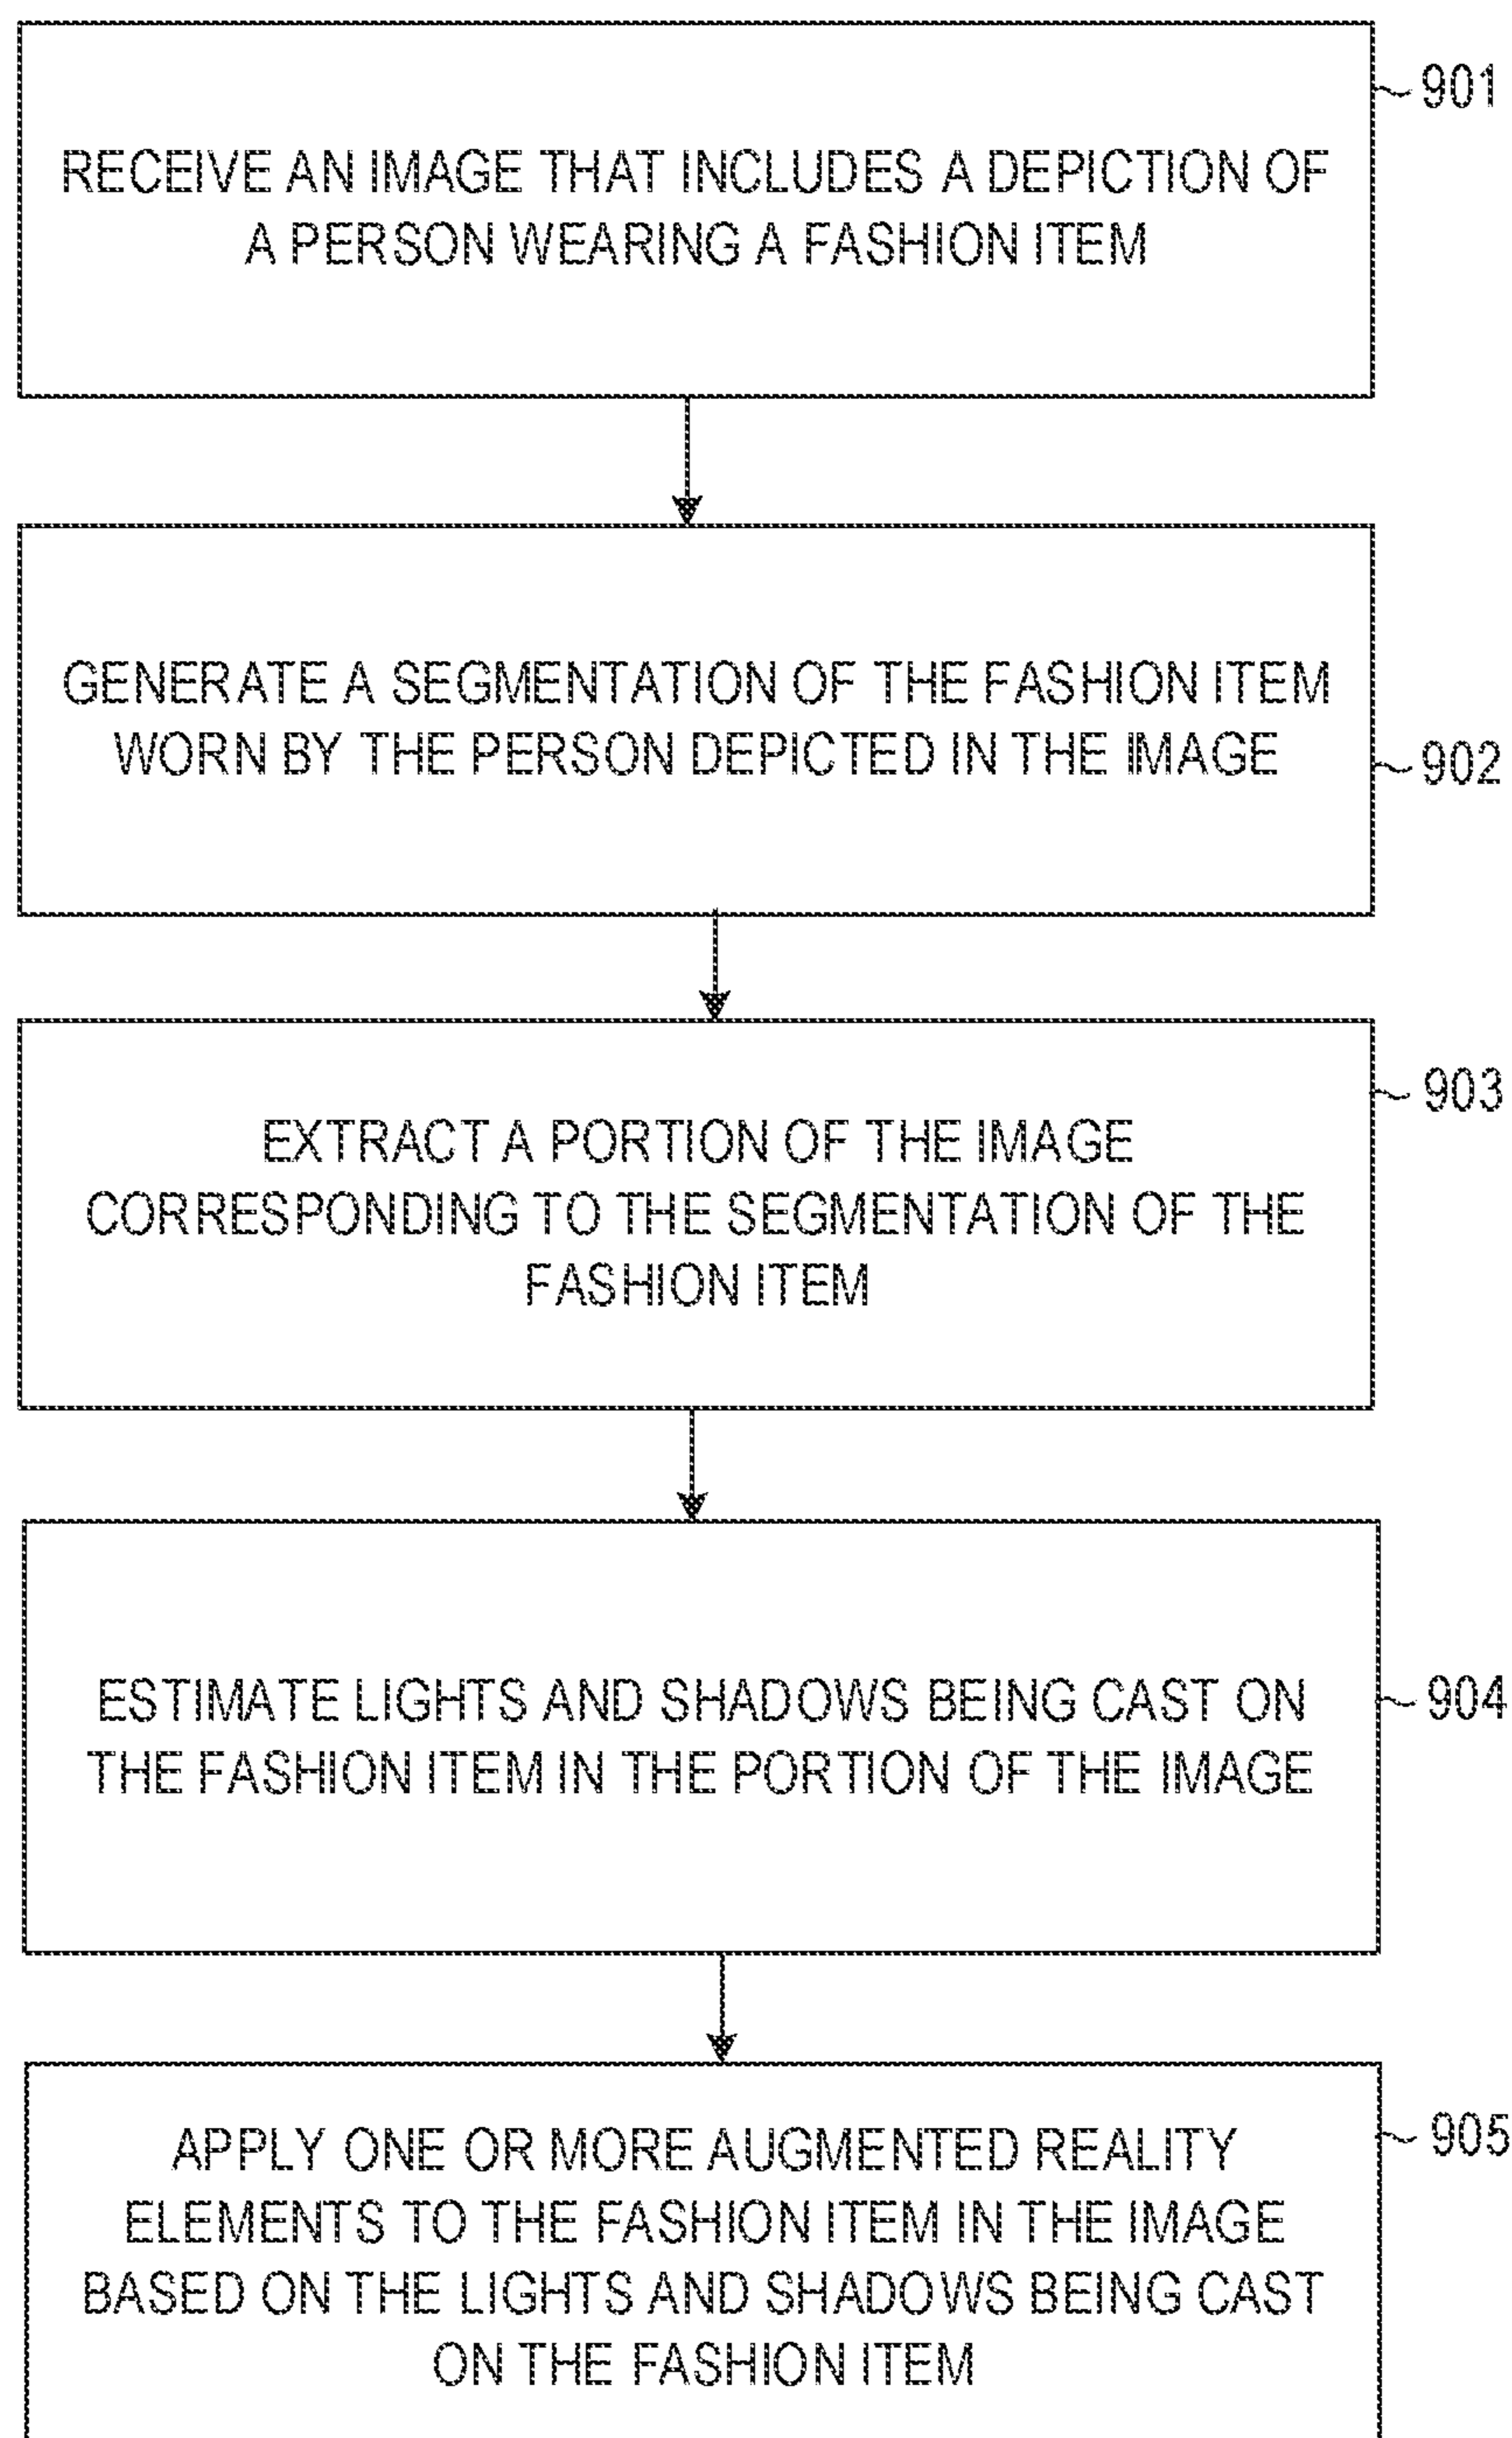 901
RECEIVE AN IMAGE THAT INCLUDES A DEPICTION OF
A PERSON WEARING A FASHION ITEM
GENERATE A SEGMENTATION OF THE FASHION ITEM
WORN BY THE PERSON DEPICTED IN THE IMAGE
902
903
EXTRACT A PORTION OF THE IMAGE
CORRESPONDING TO THE SEGMENTATION OF THE
FASHION ITEM
ESTIMATE LIGHTS AND SHADOWS BEING CAST ON
904
THE FASHION ITEM IN THE PORTION OF THE IMAGE
APPLY ONE OR MORE AUGMENTED REALITY
905
ELEMENTS TO THE FASHION ITEM IN THE IMAGE
BASED ON THE LIGHTS AND SHADOWS BEING CAST
ON THE FASHION ITEM